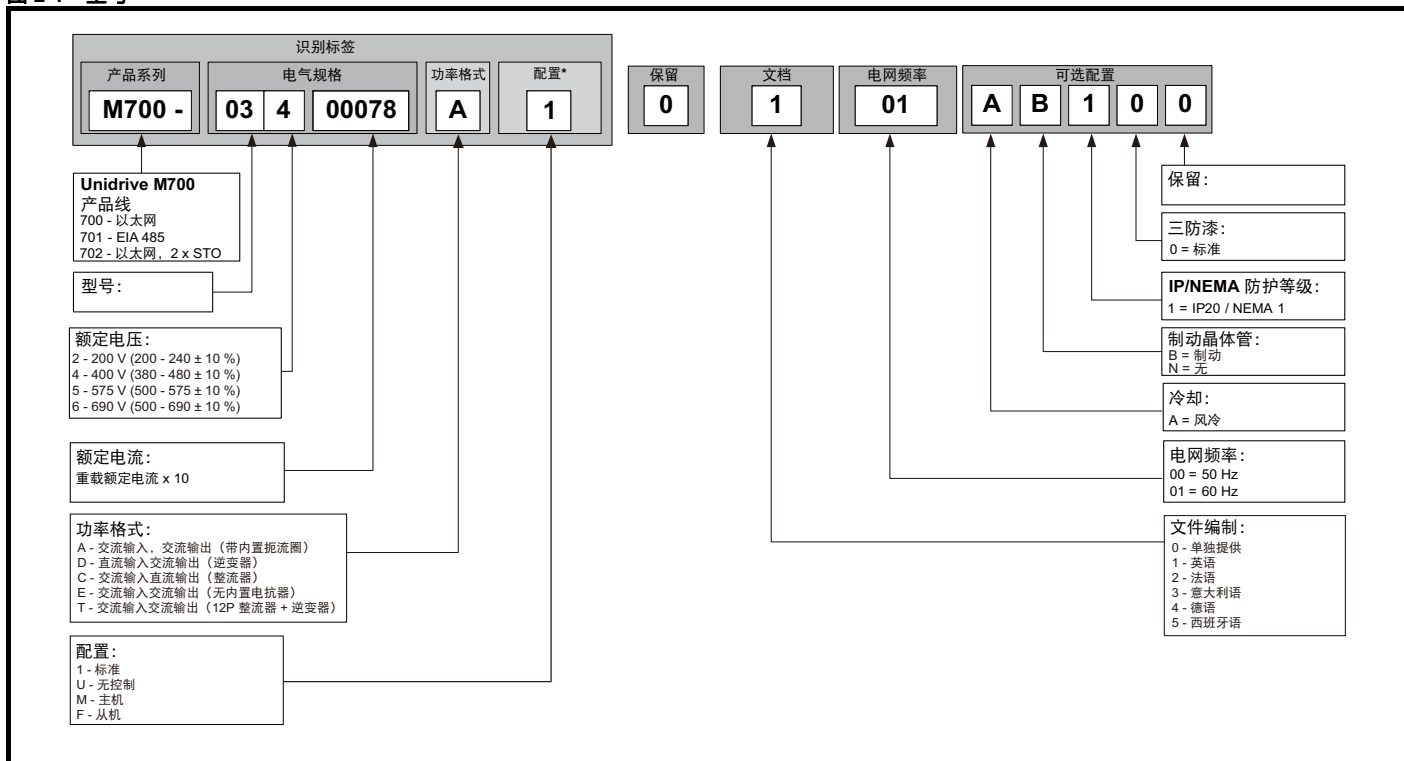 识别标签
产品系列
电气规格
功率格式
配置*
保留
文档
电网频率
可选配置
M700 -
03
4
00078
A
1
0
1
01
A
B
1
0
0
Unidrive M700
产品线
700 - 以太网
701 - EIA 485
702 - 以太网，2 x STO
型号：
额定电压：
2 - 200 V (200 - 240 ± 10 %)
4 - 400 V (380 - 480 ± 10 %)
5 - 575 V (500 - 575 ± 10 %)
6 - 690 V (500 - 690 ± 10 %)
额定电流：
重载额定电流 x 10
功率格式：
A - 交流输入，交流输出（带内置扼流圈）
D - 直流输入交流输出（逆变器）
C - 交流输入直流输出（整流器）
E - 交流输入交流输出（无内置电抗器）
T - 交流输入交流输出（12P 整流器 + 逆变器）
配置：
1 - 标准
U - 无控制
M - 主机
F - 从机
保留：
三防漆：
0 = 标准
IP/NEMA 防护等级：
1 = IP20 / NEMA 1
制动晶体管：
B = 制动
N = 无
冷却：
A = 风冷
电网频率：
00 = 50 Hz
01 = 60 Hz
文件编制：
0 - 单独提供
1 - 英语
2 - 法语
3 - 意大利语
4 - 德语
5 - 西班牙语